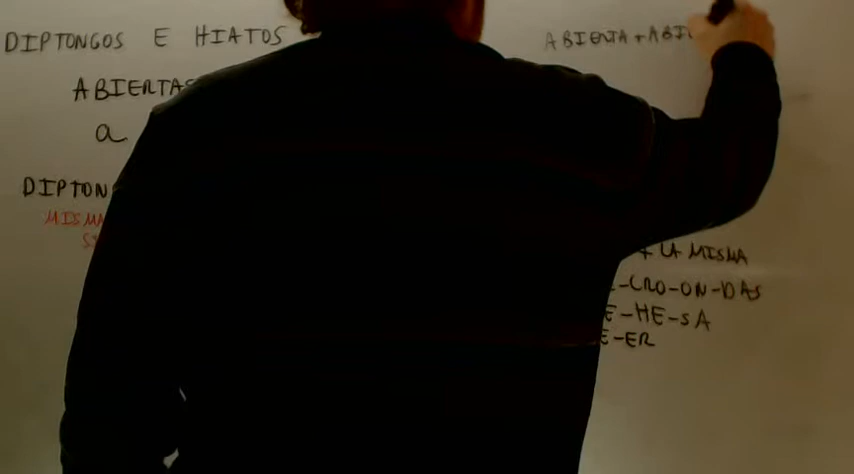 DIPTONGOS E HIATOS
ABIERTA + ABI
ABIERTAS
a
DIPTON
MISMA
LA MISMA
-CRO-ON-DAS
E-HE-SA
E-ER